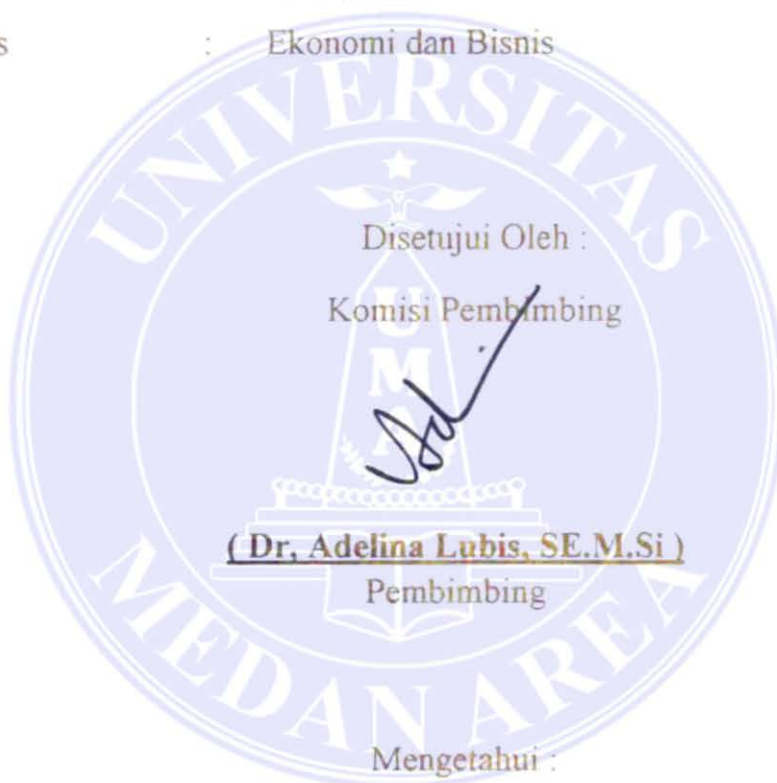 s : Ekonomi dan Bisnis
UNIVERSITAS
Disetujui Oleh :
Komisi Pembimbing
UMA
( Dr, Adelina Lubis, SE.M.Si )
Pembimbing
MEDAN AREA
Mengetahui :